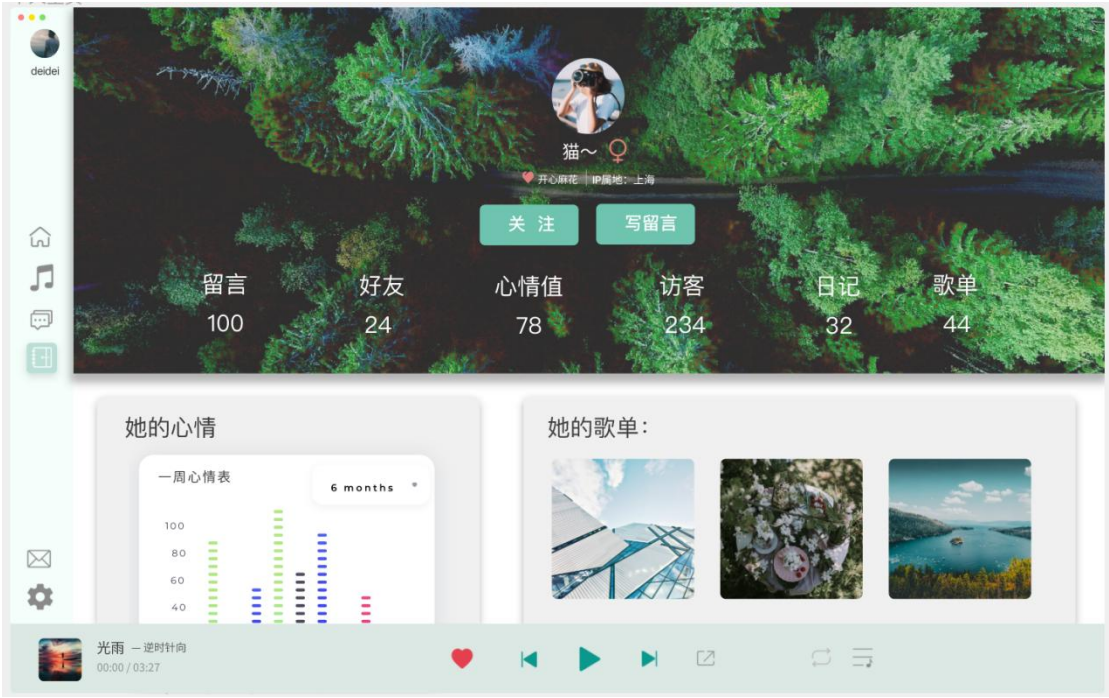 deidei
猫～
开心麻花 | IP属地：上海
关 注
写留言
留言 好友 心情值 访客 日记 歌单
100 24 78 234 32 44
她的心情
一周心情表
6 months
100
80
60
40
她的歌单：
光雨 — 逆时针向
00:00 / 03:27